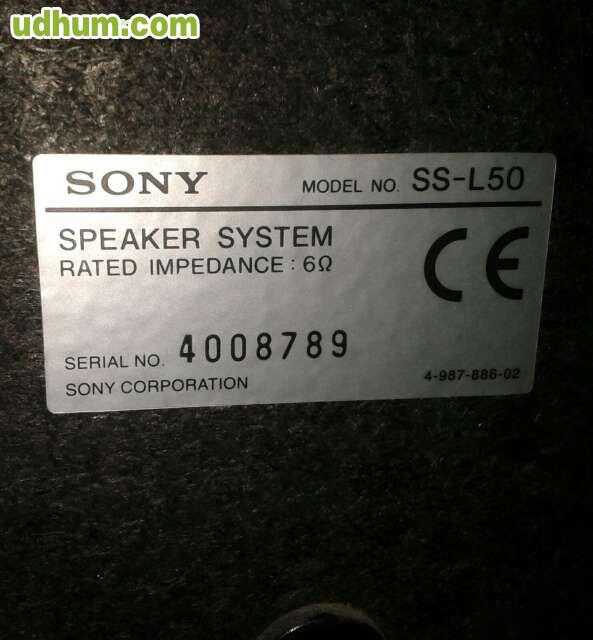 udhum.com
SONY MODEL NO. SS-L50
SPEAKER SYSTEM
RATED IMPEDANCE : 6Ω
CE
SERIAL NO. 4008789
SONY CORPORATION
4-987-886-02